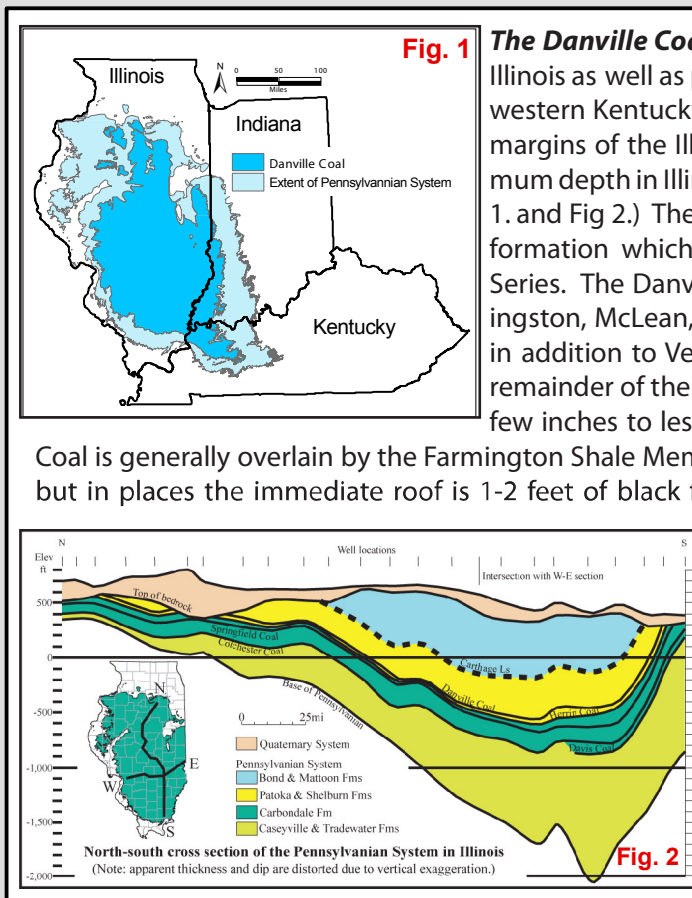 Fig. 1
Illinois
N
0 50 100
Miles
Indiana
Danville Coal
Extent of Pennsylvannian System
Kentucky
The Danville Coa
Illinois as well as
western Kentuck
margins of the Ill
mum depth in Illin
1. and Fig 2.) The
formation which
Series. The Danv
ingston, McLean,
in addition to Ve
remainder of the
few inches to les
Coal is generally overlain by the Farmington Shale Mem
but in places the immediate roof is 1-2 feet of black f
N
S
Elev
ft
Well locations
Intersection with W-E section
500
0
-500
-1,000
-1,500
-2,000
Top of bedrock
Springfield Coal
Colchester Coal
Base of Pennsylvanian
Carthage Ls
Danville Coal
Herrin Coal
Davis Coal
N
E
W
S
0 25mi
Quaternary System
Pennsylvanian System
Bond & Mattoon Fms
Patoka & Shelburn Fms
Carbondale Fm
Caseyville & Tradewater Fms
North-south cross section of the Pennsylvanian System in Illinois
(Note: apparent thickness and dip are distorted due to vertical exaggeration.)
Fig. 2